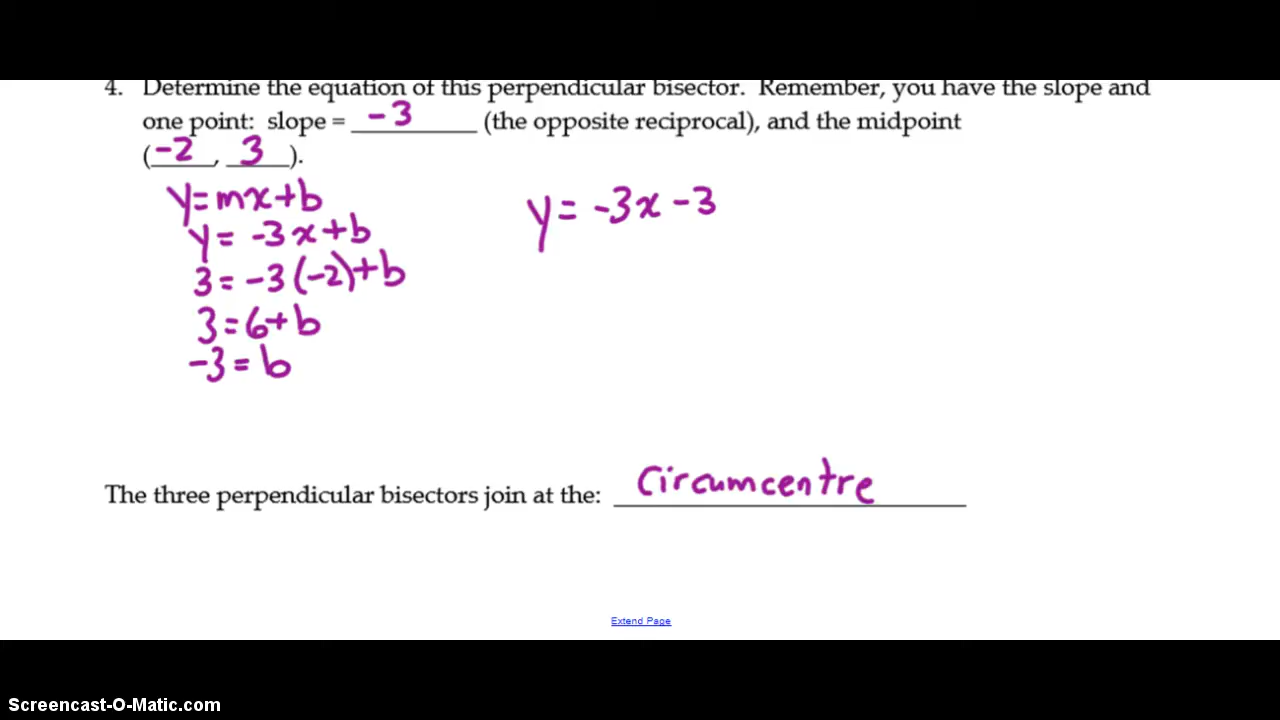 4. Determine the equation of this perpendicular bisector. Remember, you have the slope and
one point: slope = -3 (the opposite reciprocal), and the midpoint
(-2, 3).
y = mx + b
y = -3x + b
3 = -3(-2) + b
3 = 6 + b
-3 = b
y = -3x - 3
The three perpendicular bisectors join at the: Circumcentre
Extend Page
Screencast-O-Matic.com